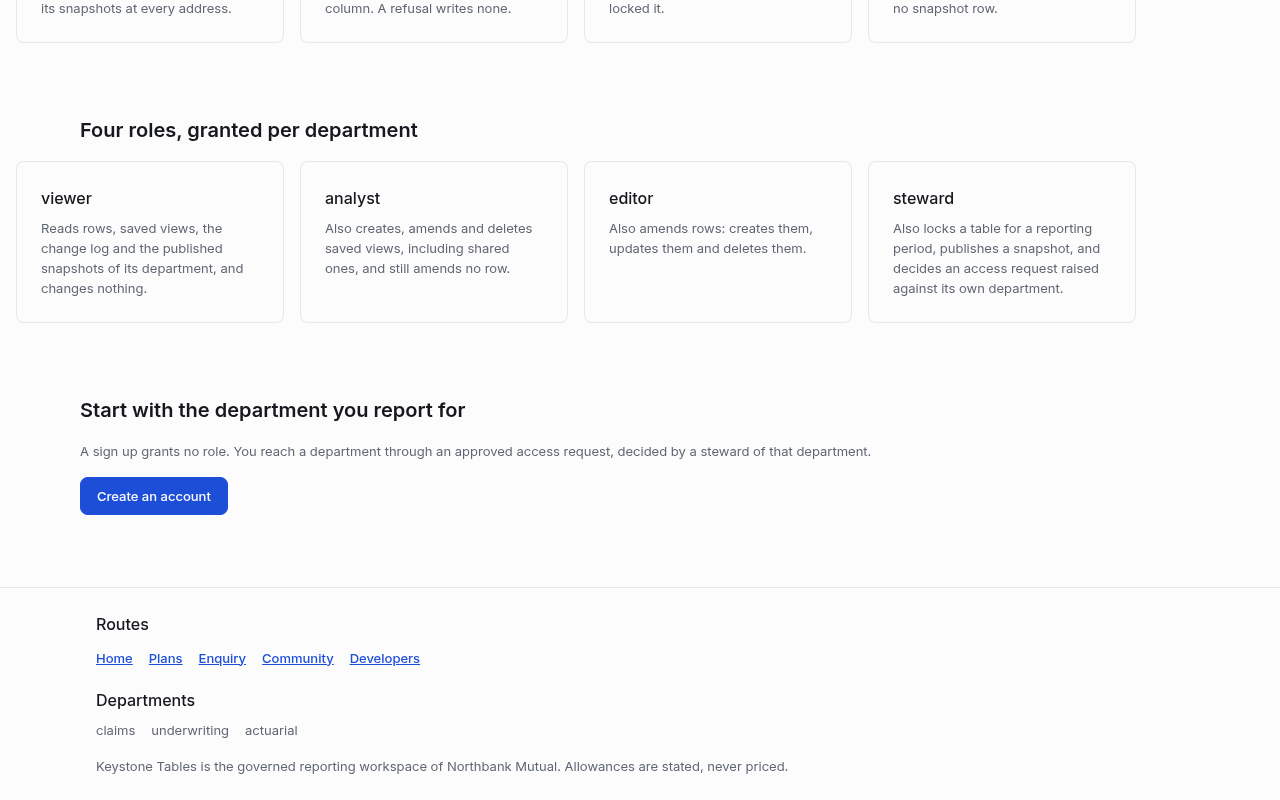 its snapshots at every address.
column. A refusal writes none.
locked it.
no snapshot row.
Four roles, granted per department
viewer
Reads rows, saved views, the
change log and the published
snapshots of its department, and
changes nothing.
analyst
Also creates, amends and deletes
saved views, including shared
ones, and still amends no row.
editor
Also amends rows: creates them,
updates them and deletes them.
steward
Also locks a table for a reporting
period, publishes a snapshot, and
decides an access request raised
against its own department.
Start with the department you report for
A sign up grants no role. You reach a department through an approved access request, decided by a steward of that department.
Create an account
Routes
Home Plans Enquiry Community Developers
Departments
claims underwriting actuarial
Keystone Tables is the governed reporting workspace of Northbank Mutual. Allowances are stated, never priced.